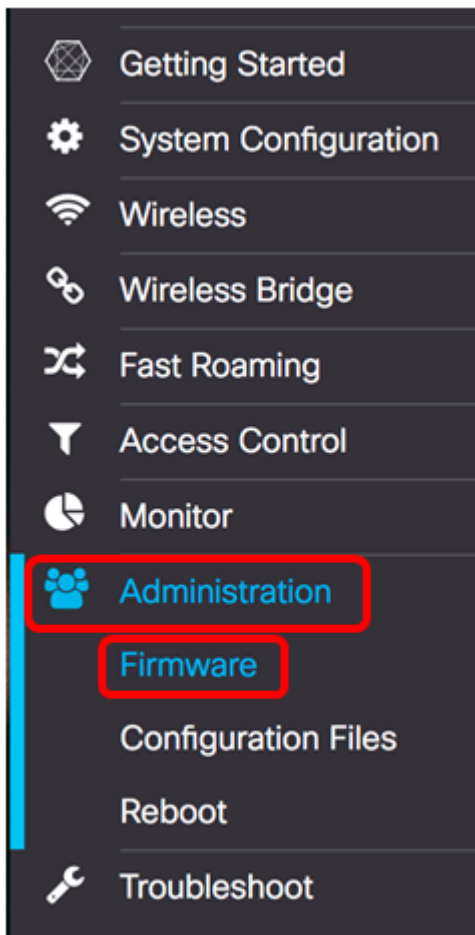 Getting Started
System Configuration
Wireless
Wireless Bridge
Fast Roaming
Access Control
Monitor
Administration
Firmware
Configuration Files
Reboot
Troubleshoot